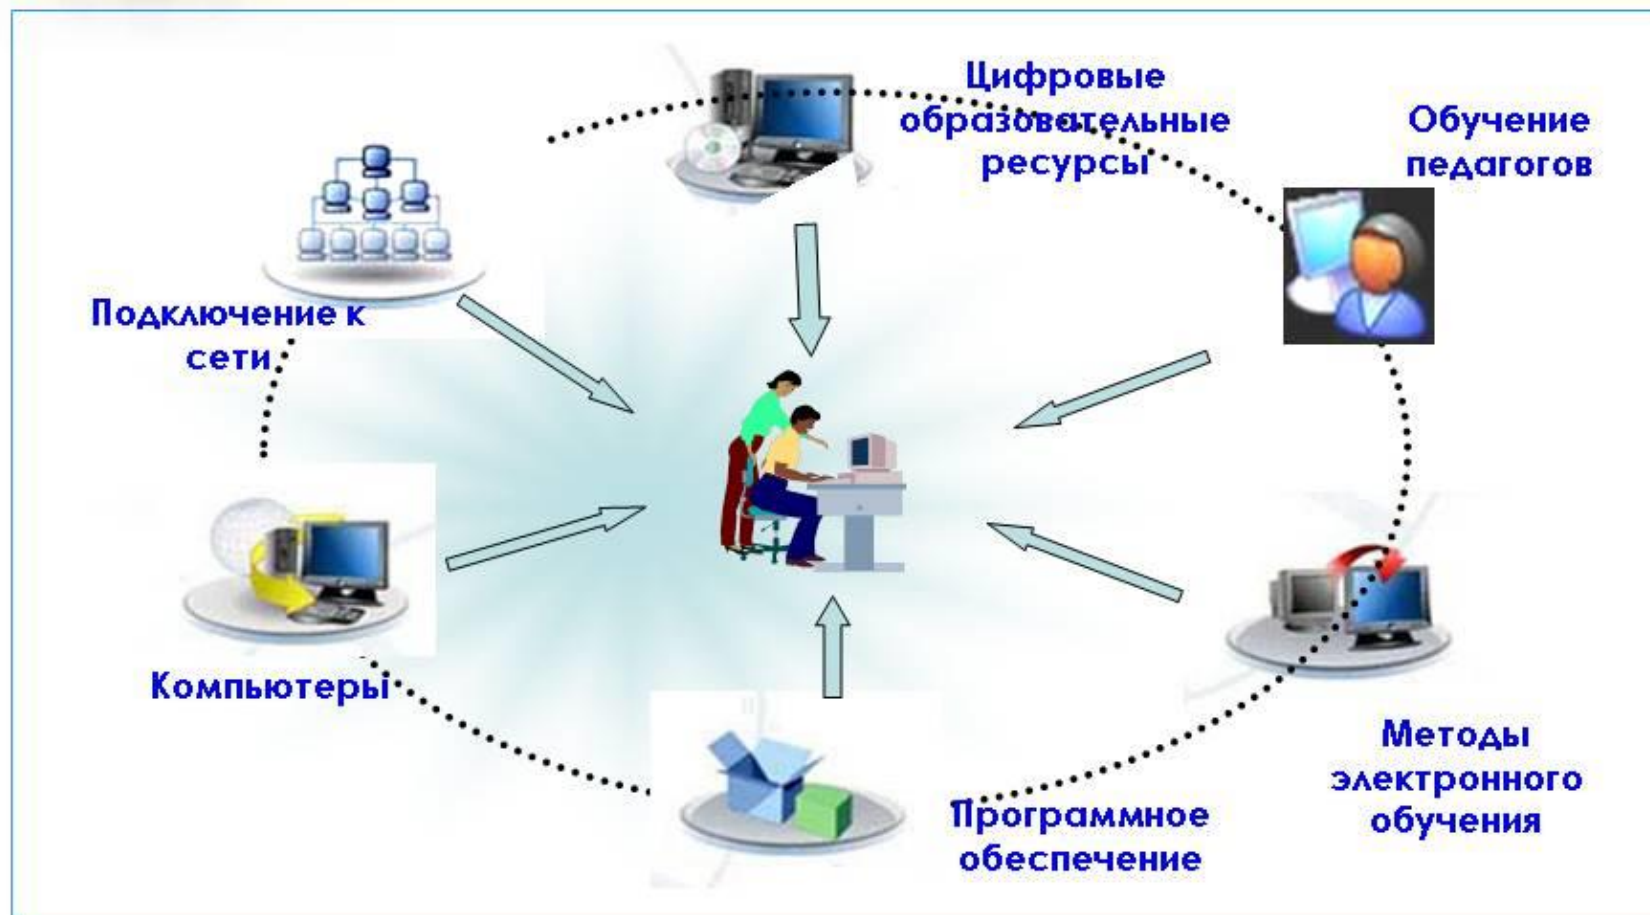 Цифровые
образовательные
ресурсы
Обучение
педагогов
Подключение к
сети
Компьютеры
Методы
электронного
обучения
Программное
обеспечение